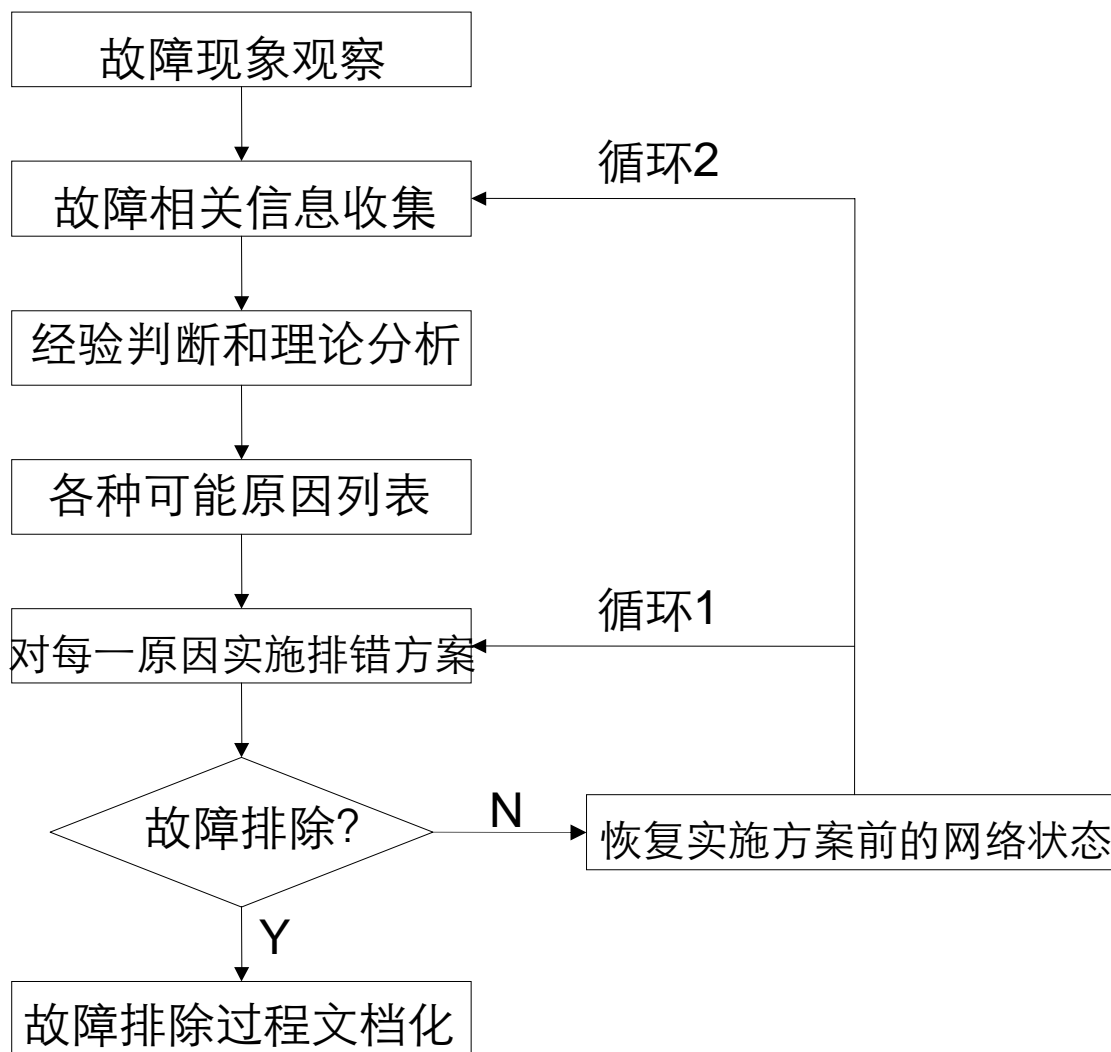 故障现象观察
循环2
故障相关信息收集
经验判断和理论分析
各种可能原因列表
循环1
对每一原因实施排错方案
故障排除?
N
恢复实施方案前的网络状态
Y
故障排除过程文档化